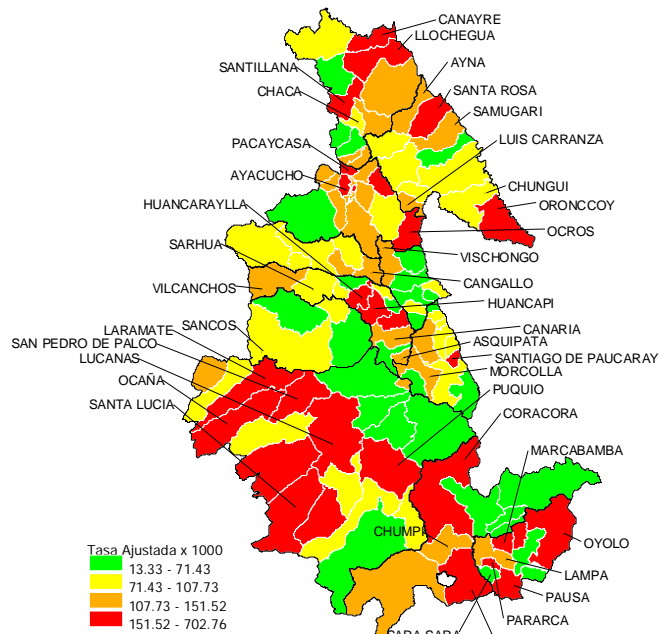 CANAYRE
LLOCHEGUA
AYNA
SANTILLANA
SANTA ROSA
CHACA
SAMUGARI
LUIS CARRANZA
PACAYCASA
AYACUCHO
CHUNGUI
HUANCARAYLLA
ORONCCOY
OCROS
SARHUA
VISCHONGO
CANGALLO
VILCANCHOS
HUANCAPI
SANCOS
CANARIA
LARAMATE
ASQUIPATA
SAN PEDRO DE PALCO
SANTIAGO DE PAUCARAY
LUCANAS
MORCOLLA
OCAÑA
PUQUIO
SANTA LUCIA
CORACORA
MARCABAMBA
CHUMPI
OYOLO
Tasa Ajustada x 1000
13.33 - 71.43
71.43 - 107.73
107.73 - 151.52
151.52 - 702.76
LAMPA
PAUSA
PARARCA
SARA SARA